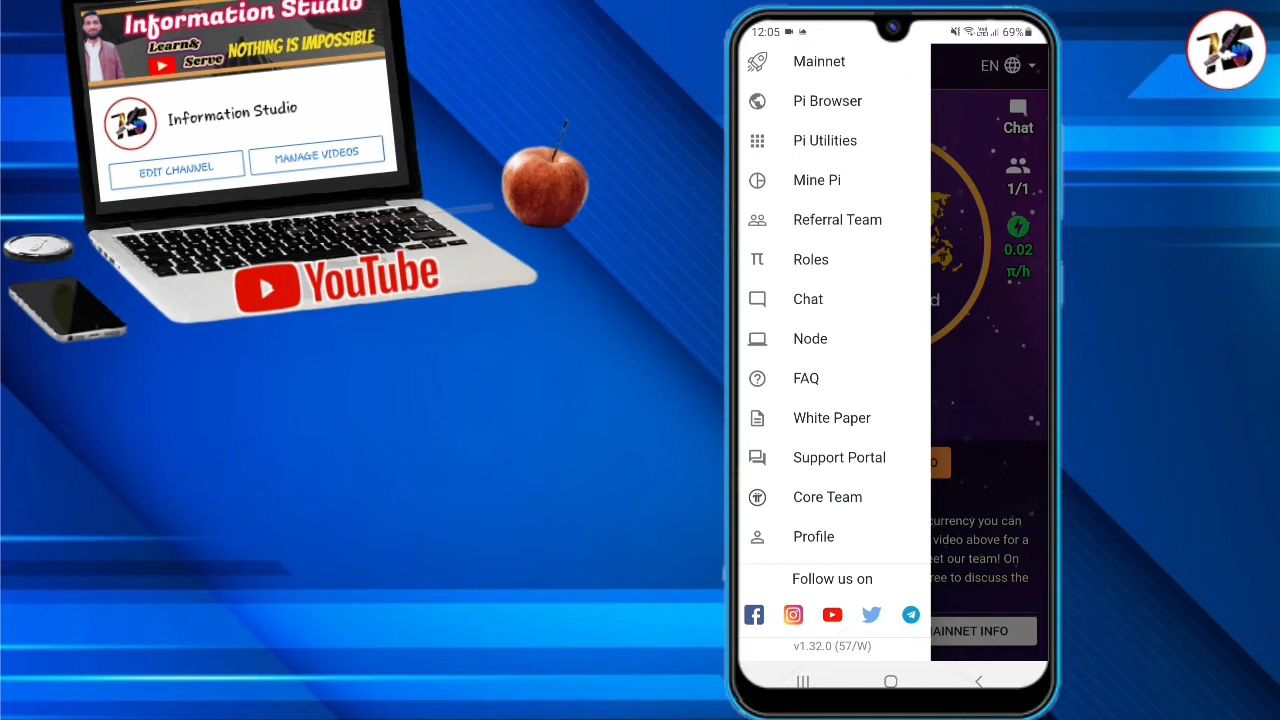 Information Studio
Learn&
Serve
NOTHING IS IMPOSSIBLE
Information Studio
EDIT CHANNEL
MANAGE VIDEOS
YouTube
12:05
69%
Mainnet
Pi Browser
Pi Utilities
Mine Pi
Referral Team
Roles
Chat
Node
FAQ
White Paper
Support Portal
Core Team
Profile
Follow us on
v1.32.0 (57/W)
EN
Chat
1/1
0.02
π/h
d
O
currency you can
video above for a
eet our team! On
ree to discuss the
AINNET INFO